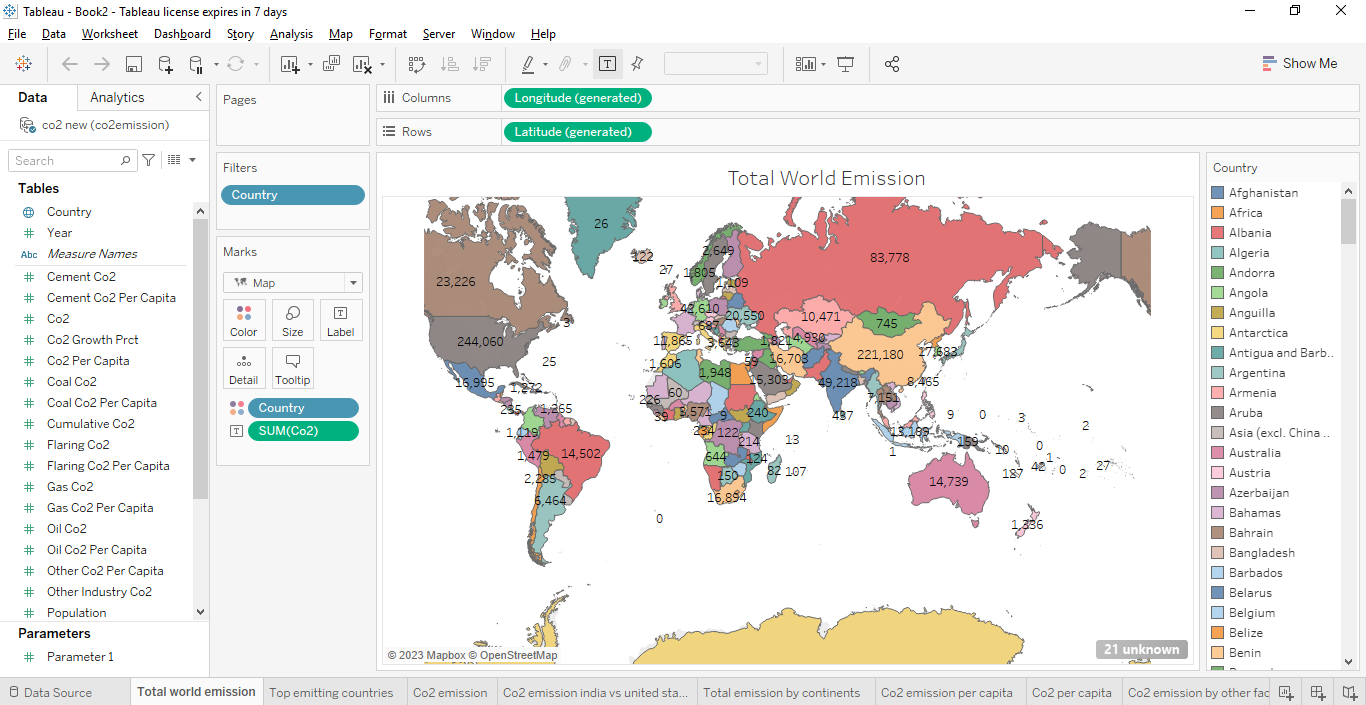 Tableau - Book2 - Tableau license expires in 7 days
File Data Worksheet Dashboard Story Analysis Map Format Server Window Help
Show Me
Data Analytics
co2 new (co2emission)
Search
Tables
Country
Year
Abc Measure Names
Cement Co2
Cement Co2 Per Capita
Co2
Co2 Growth Prct
Co2 Per Capita
Coal Co2
Coal Co2 Per Capita
Cumulative Co2
Flaring Co2
Flaring Co2 Per Capita
Gas Co2
Gas Co2 Per Capita
Oil Co2
Oil Co2 Per Capita
Other Co2 Per Capita
Other Industry Co2
Population
Parameters
Parameter 1
Pages
Filters
Country
Marks
Map
Color Size Label
Detail Tooltip
Country
SUM(Co2)
Columns Longitude (generated)
Rows Latitude (generated)
Total World Emission
26
122
2,649
83,778
27
1,805
1,109
23,226
42,610
20,550
10,471
745
3
687
244,060
11,865
3,643
1,821
14,930
221,180
27,683
25
1,606
59
16,703
15,995
1,272
1,948
15,303
49,218
8,465
60
226
7,151
235
1,265
39
3,571
9
240
437
9
0
3
2
1,119
234
122
13
13,189
159
1,479
14,502
214
1
10
0
644
124
1
2,285
150
82
107
127
42
0
2
27
6,464
16,894
14,739
0
1,336
© 2023 Mapbox © OpenStreetMap
21 unknown
Country
Afghanistan
Africa
Albania
Algeria
Andorra
Angola
Anguilla
Antarctica
Antigua and Barb..
Argentina
Armenia
Aruba
Asia (excl. China ..
Australia
Austria
Azerbaijan
Bahamas
Bahrain
Bangladesh
Barbados
Belarus
Belgium
Belize
Benin
Data Source Total world emission Top emitting countries Co2 emission Co2 emission india vs united sta... Total emission by continents Co2 emission per capita Co2 per capita Co2 emission by other fac